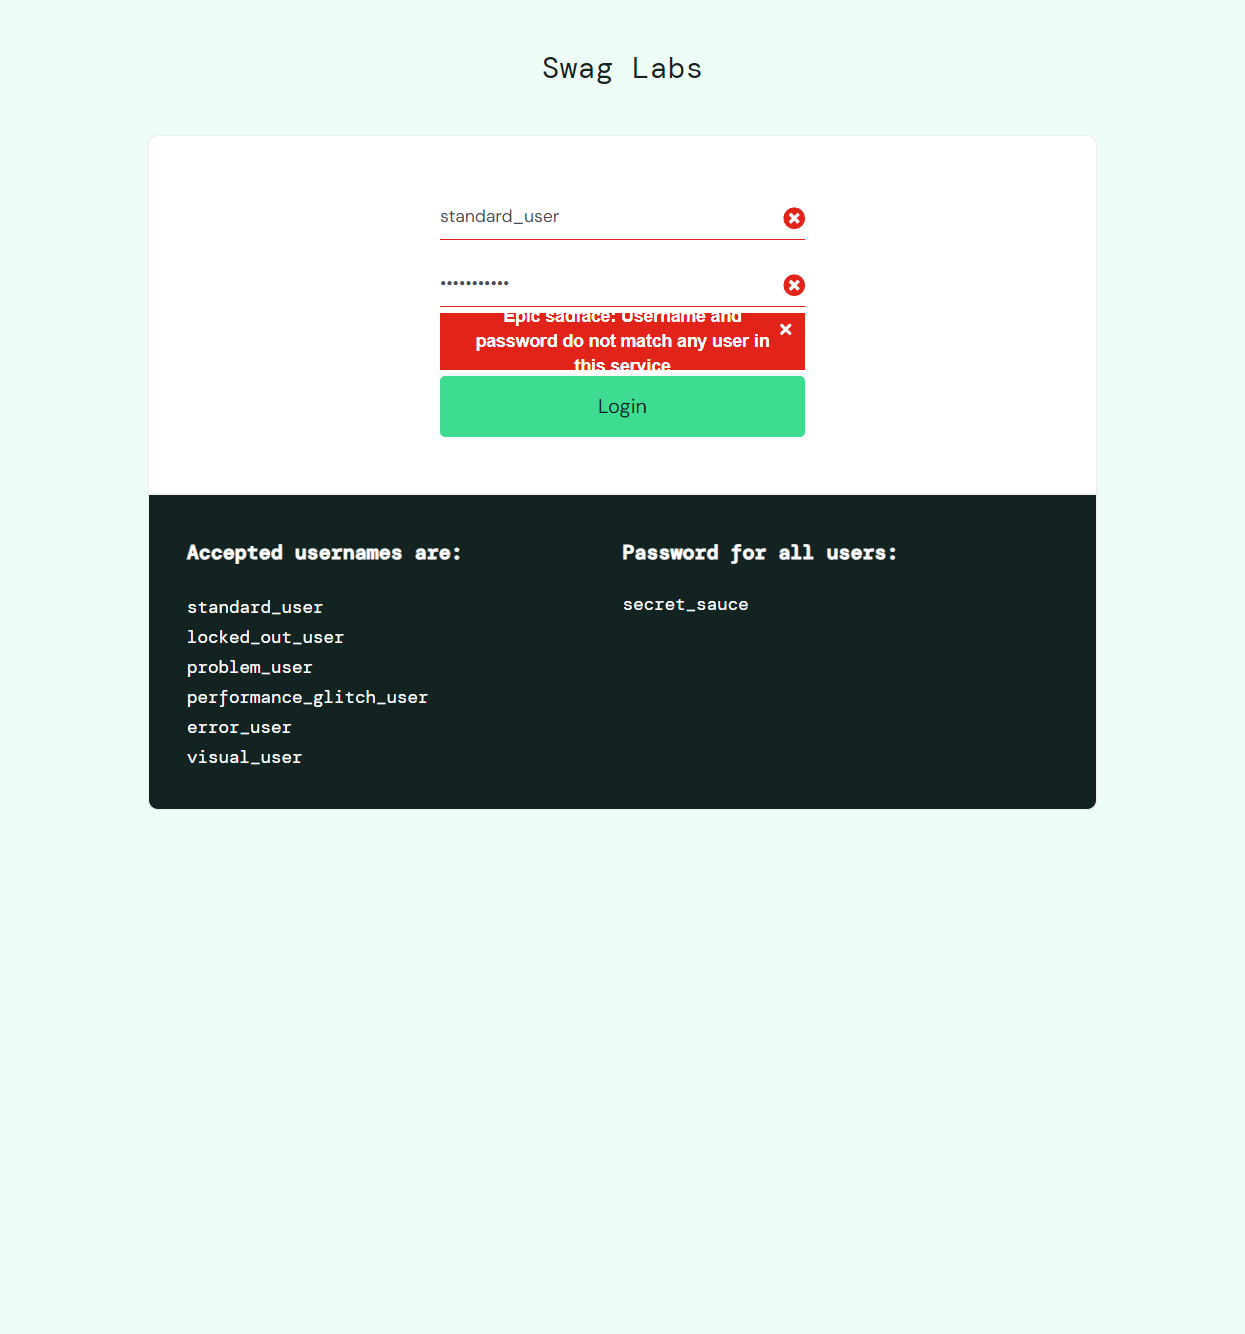 Swag Labs
standard_user
•••••••••••
Epic sadface: Username and
password do not match any user in
this service
Login
Accepted usernames are:
standard_user
locked_out_user
problem_user
performance_glitch_user
error_user
visual_user
Password for all users:
secret_sauce